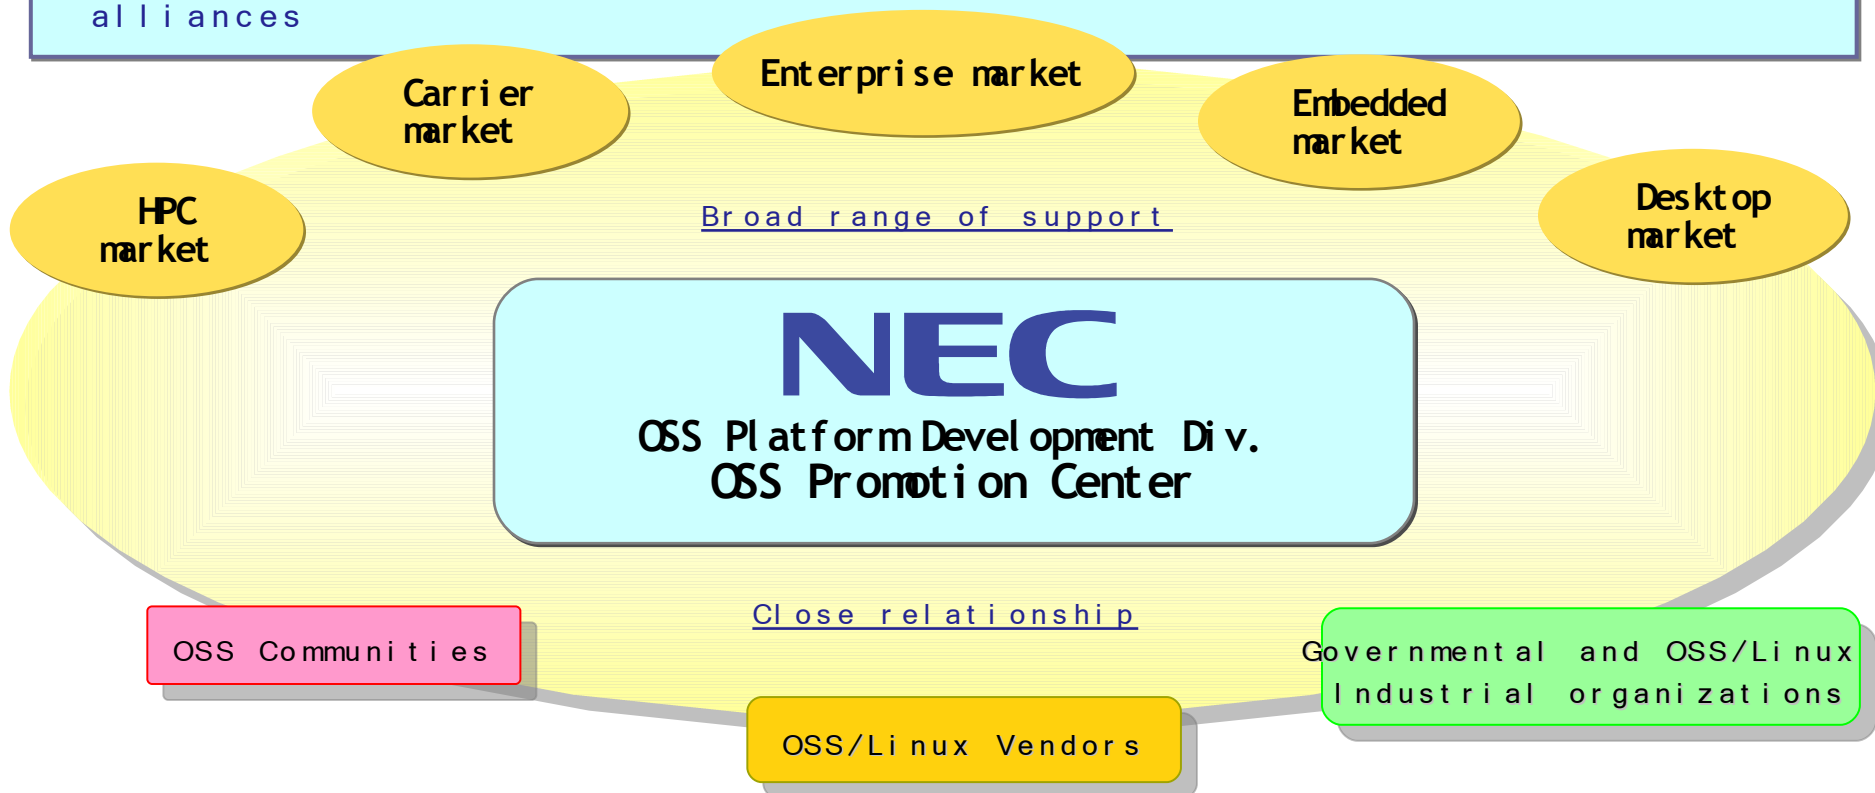 alliances
Enterprise market
Carrier
market
Embedded
market
HPC
market
Desktop
market
Broad range of support
NEC
OSS Platform Development Div.
OSS Promotion Center
Close relationship
OSS Communities
Governmental and OSS/Linux
Industrial organizations
OSS/Linux Vendors